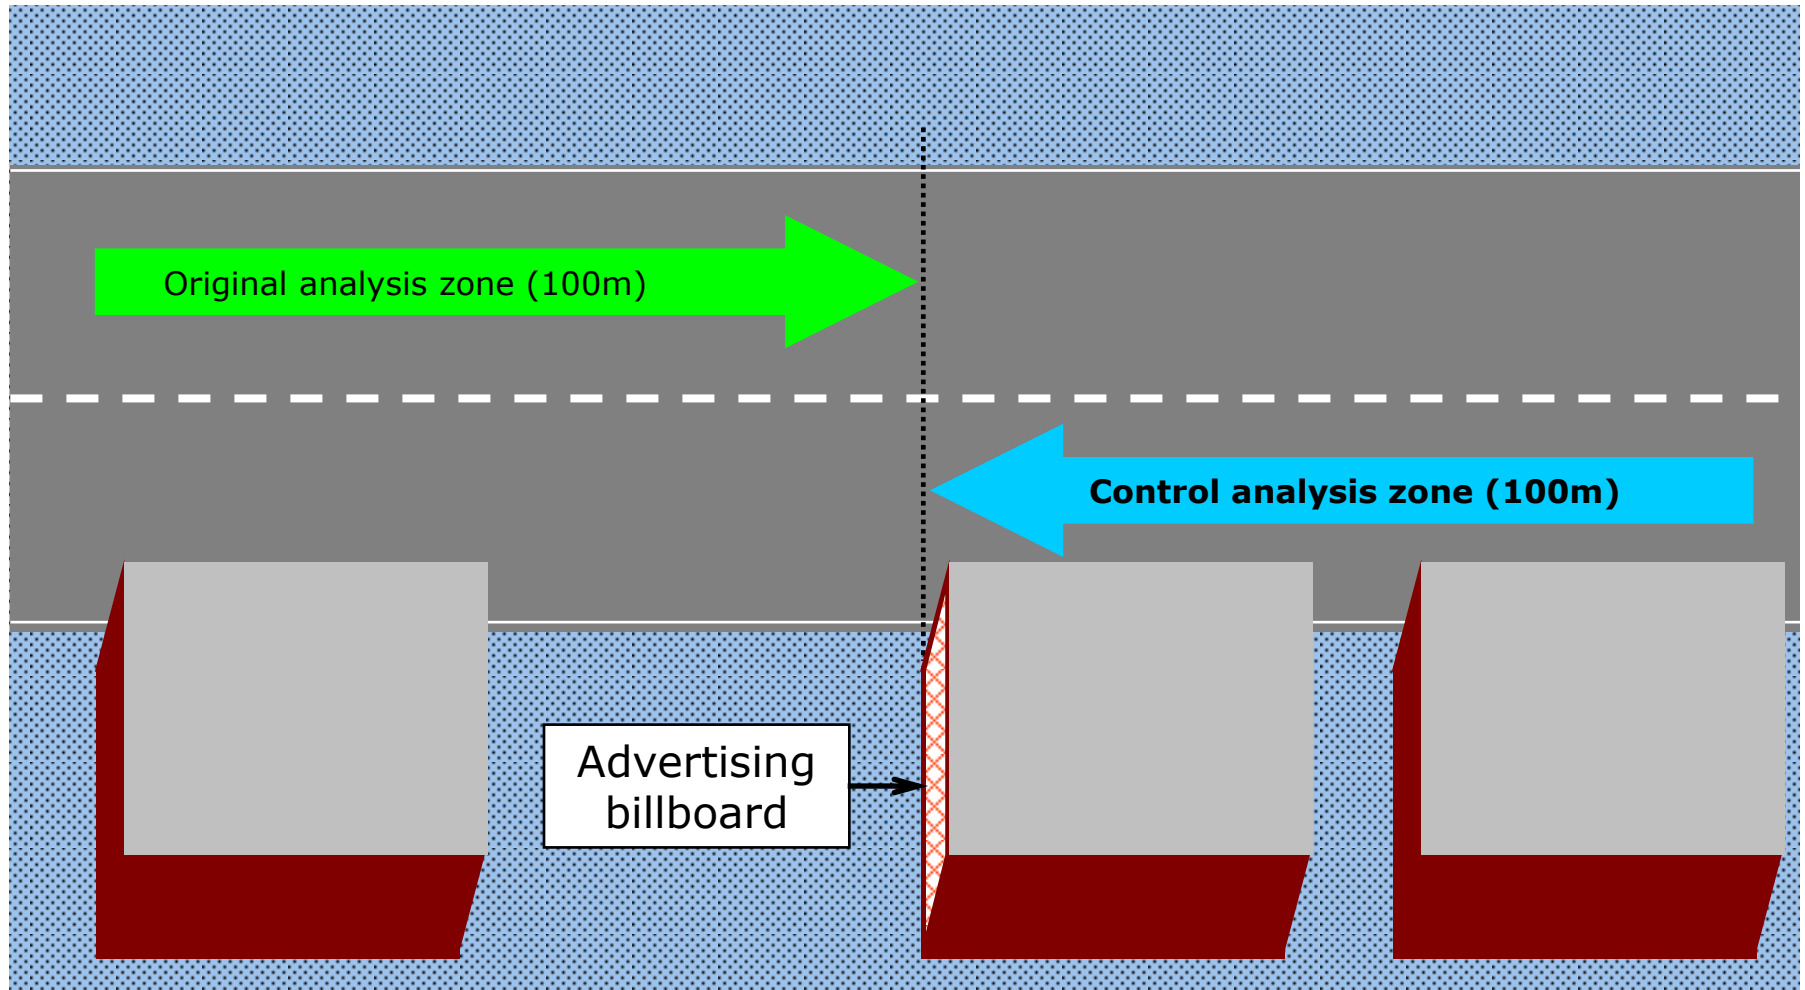 Original analysis zone (100m)
Control analysis zone (100m)
Advertising
billboard